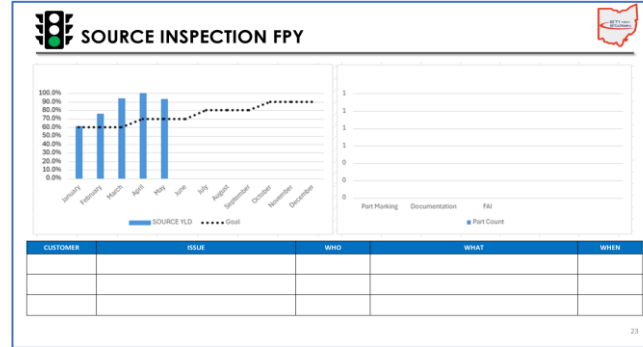 SOURCE INSPECTION FPY
100.0%
90.0%
80.0%
70.0%
60.0%
50.0%
40.0%
30.0%
20.0%
10.0%
0.0%
January
February
March
April
May
June
July
August
September
October
November
December
SOURCE YLD
Goal
1
1
1
0
0
0
Part Marking Documentation FAI
Part Count
CUSTOMER ISSUE WHO WHAT WHEN
23